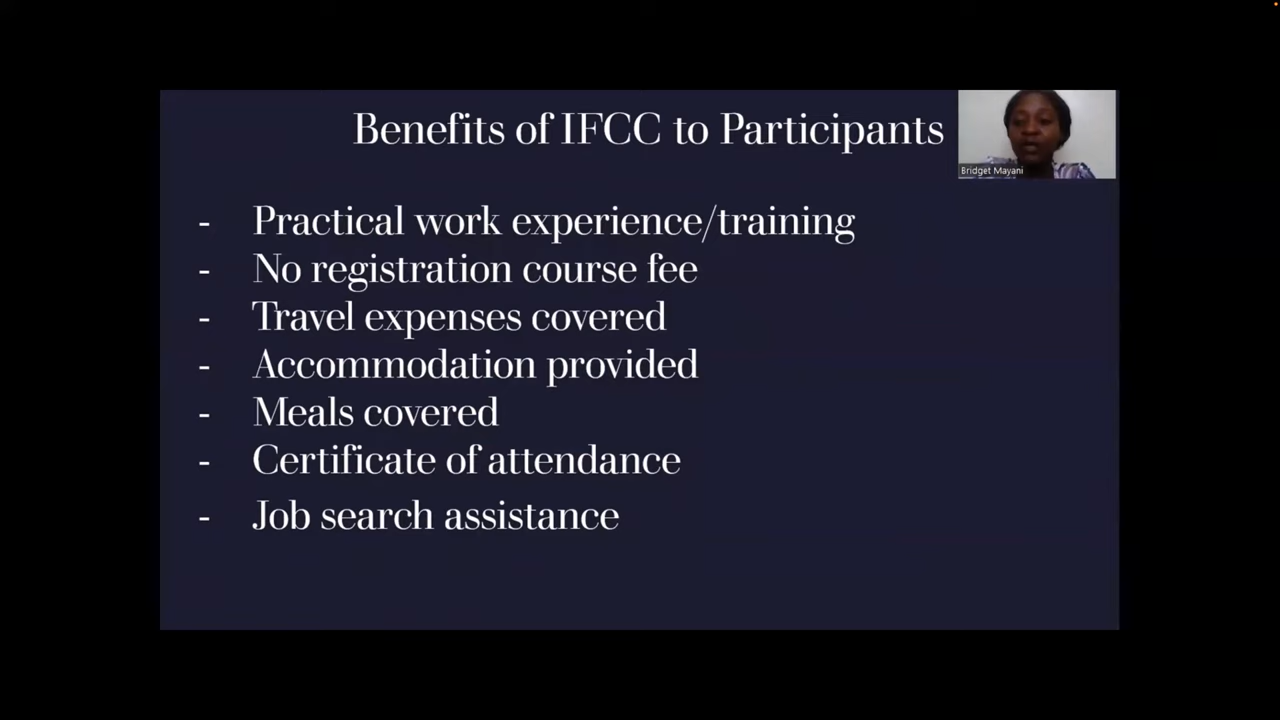 Benefits of IFCC to Participants
Bridget Mayani
- Practical work experience/training
- No registration course fee
- Travel expenses covered
- Accommodation provided
- Meals covered
- Certificate of attendance
- Job search assistance